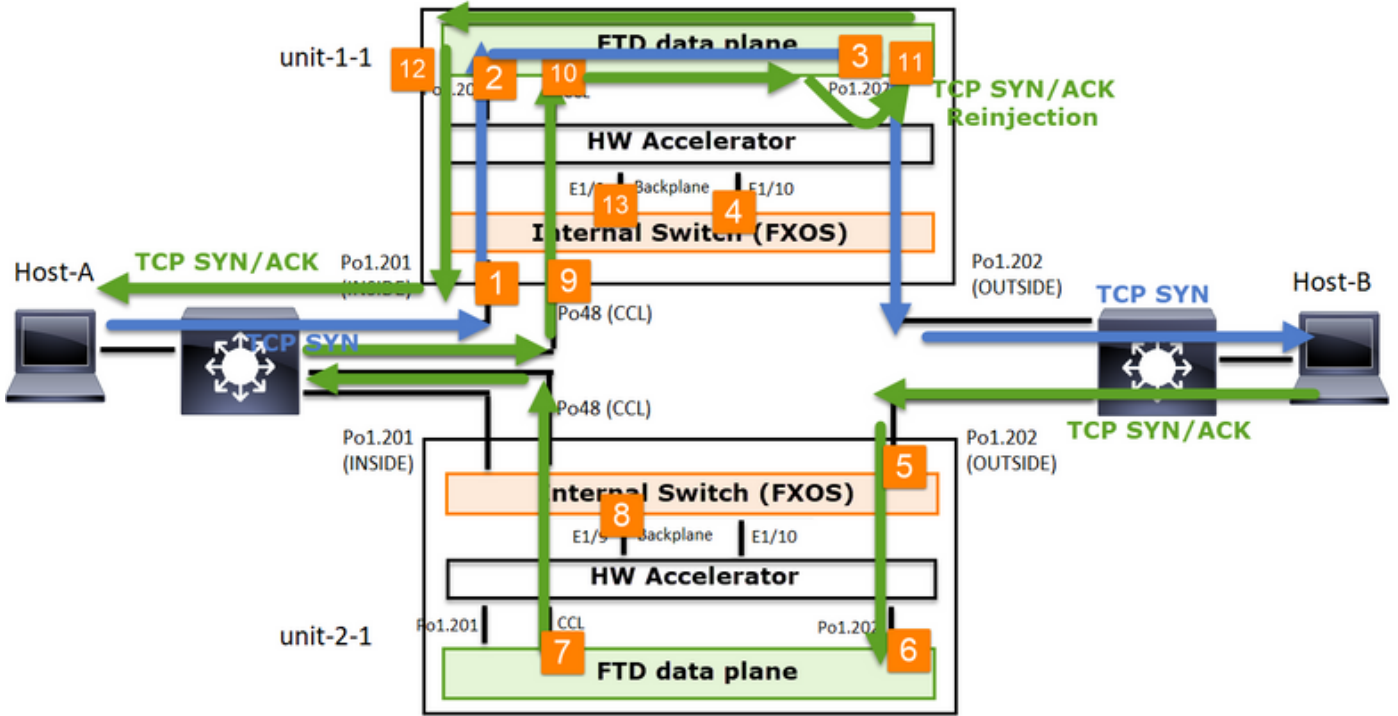 FTD data plane
unit-1-1
12
2
10
3
11
CCL
Po1.202
TCP SYN/ACK
Reinjection
HW Accelerator
Backplane
E1/10
13
4
Internal Switch (FXOS)
Host-A
TCP SYN/ACK
Po1.201
(INSIDE)
1
9
Po1.202
(OUTSIDE)
TCP SYN
Host-B
Po48 (CCL)
TCP SYN
Po48 (CCL)
Po1.201
(INSIDE)
Po1.202
(OUTSIDE)
TCP SYN/ACK
5
Internal Switch (FXOS)
8
E1/9
Backplane
E1/10
HW Accelerator
unit-2-1
Po1.201
CCL
Po1.202
7
6
FTD data plane